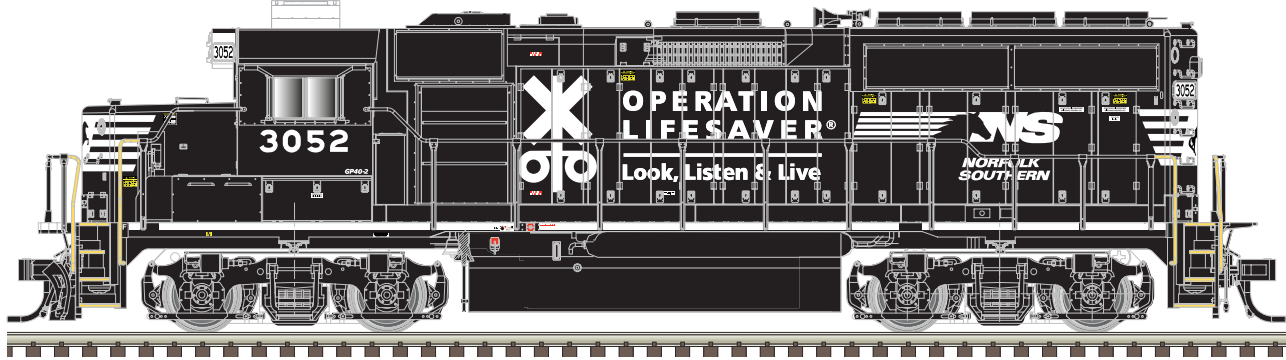 3052
3052
3052
GP40-2
OPERATION
LIFESAVER®
Look, Listen & Live
NS
NORFOLK
SOUTHERN
F